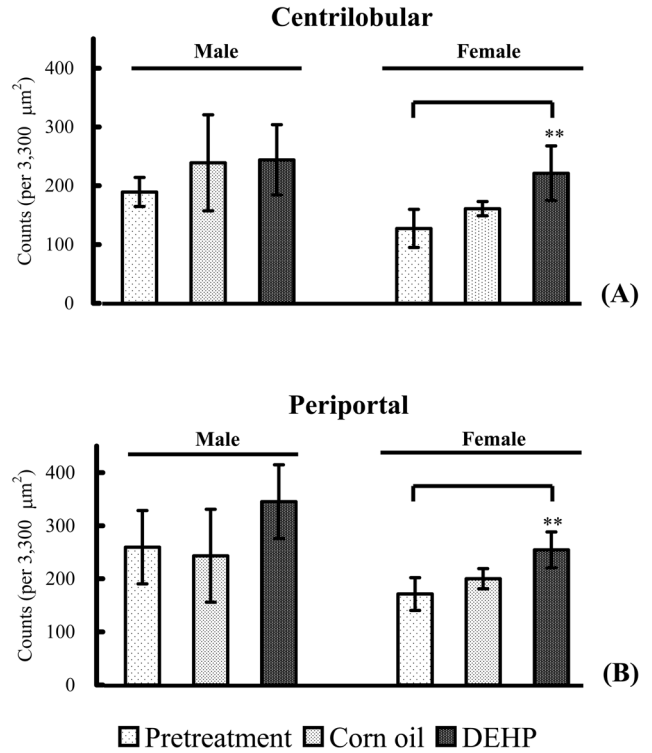 Centrilobular
Male Female
Counts (per 3,300 μm²)
400
300
200
100
0
**
(A)
Periportal
Male Female
Counts (per 3,300 μm²)
400
300
200
100
0
**
(B)
Pretreatment Corn oil DEHP